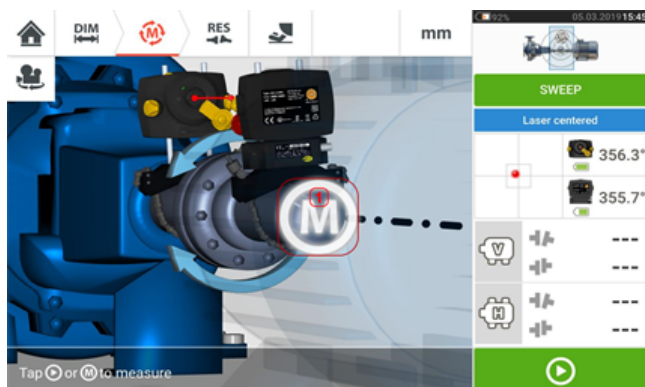 DIM
M
RES
mm
92%
05.03.2019 15:45
SWEEP
Laser centered
356.3°
355.7°
1
M
V
---
---
H
---
---
Tap or M to measure